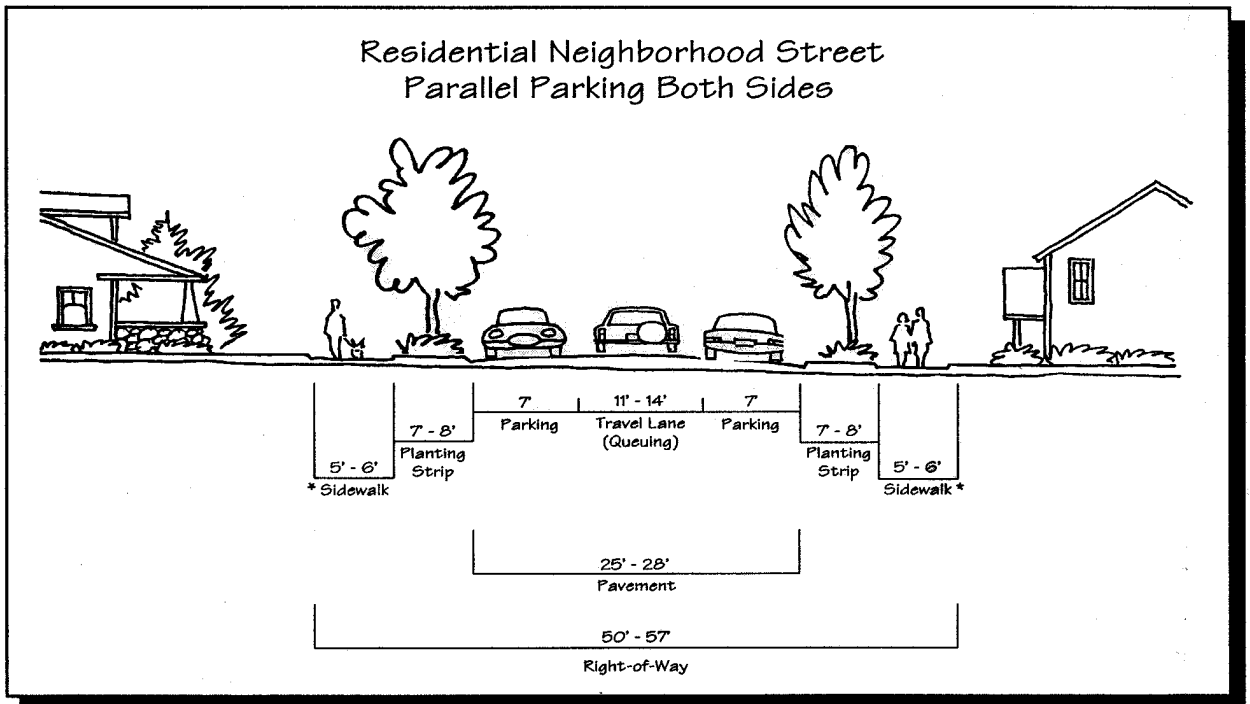 Residential Neighborhood Street
Parallel Parking Both Sides
7'
11' - 14'
7'
Parking
Travel Lane
(Queuing)
Parking
7' - 8'
Planting
Strip
7' - 8'
Planting
Strip
5' - 6'
* Sidewalk
5' - 6'
Sidewalk *
25' - 28'
Pavement
50' - 57'
Right-of-Way